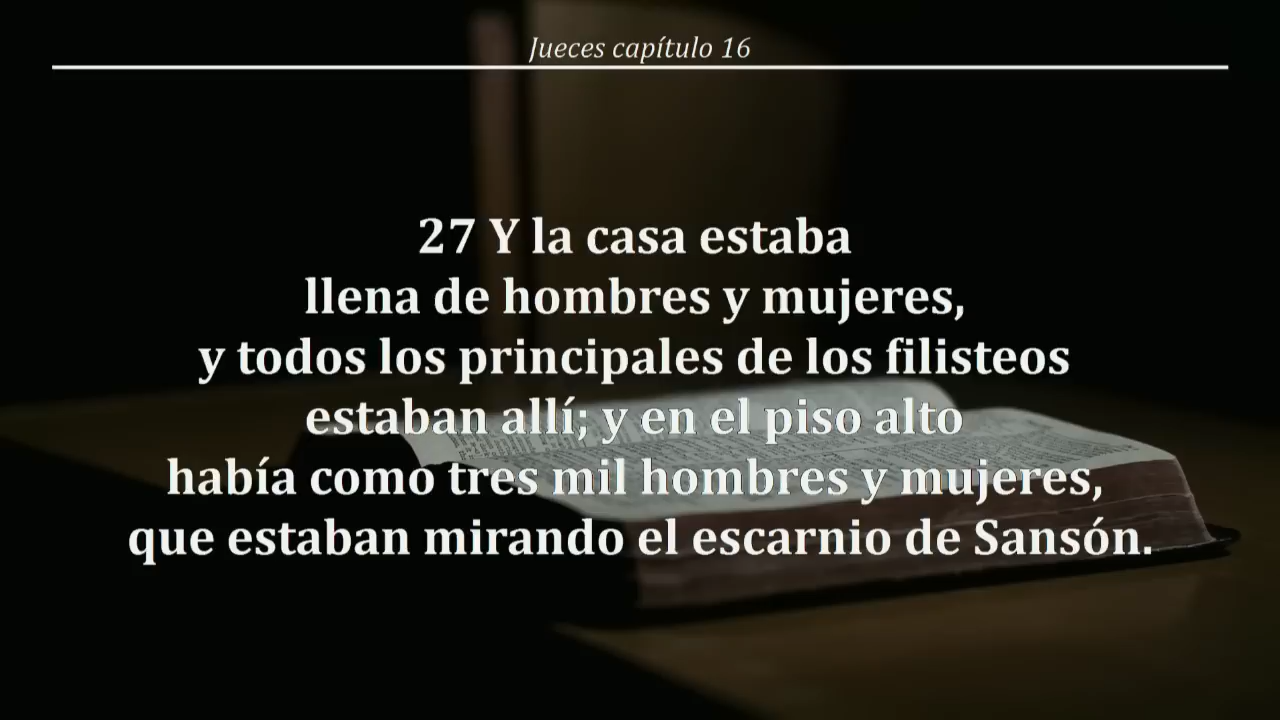 Jueces capítulo 16
27 Y la casa estaba
llena de hombres y mujeres,
y todos los principales de los filisteos
estaban allí; y en el piso alto
había como tres mil hombres y mujeres,
que estaban mirando el escarnio de Sansón.